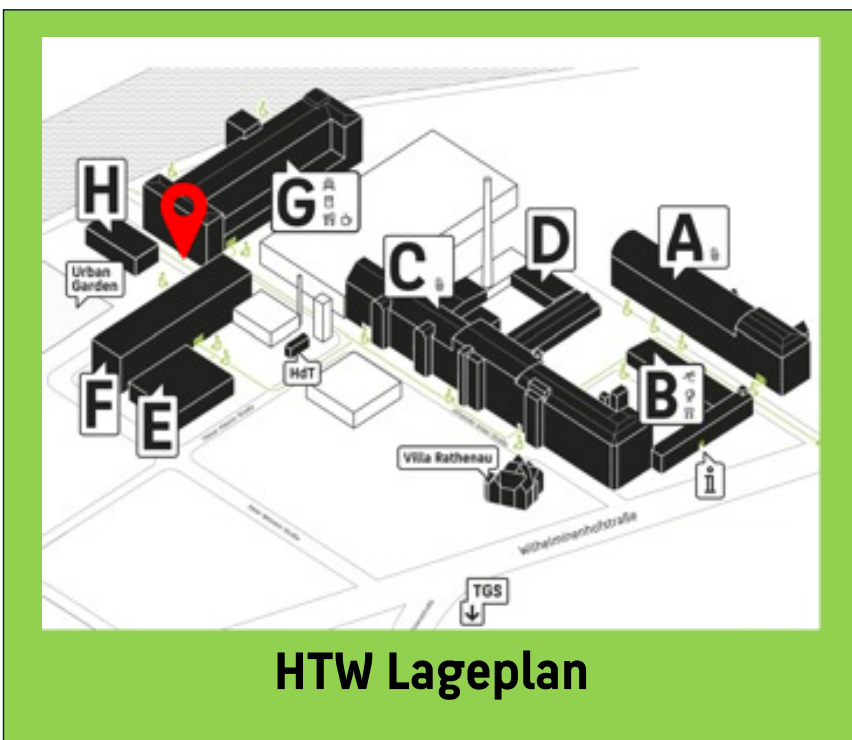 H
G
Urban
Garden
C
D
A
B
F
E
HdT
Villa Rathenau
i
Wilhelminenhofstraße
TGS
HTW Lageplan